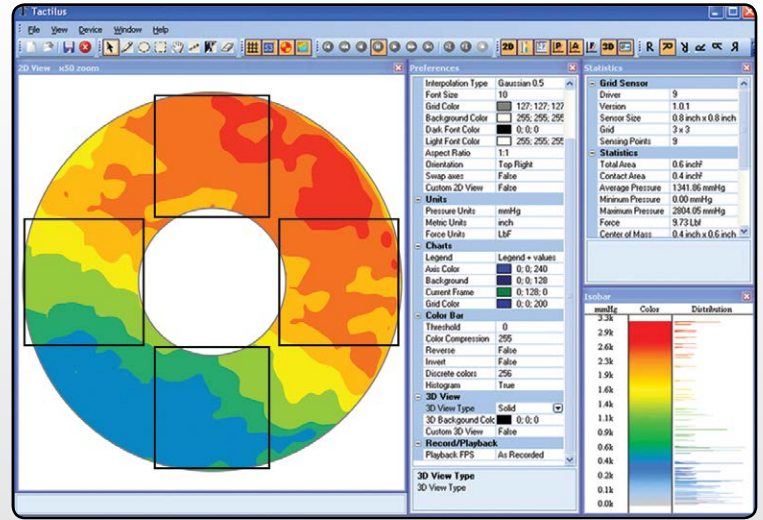 Tactilus
File View Device Window Help
2D R R R R R R
2D View x50 zoom
Preferences
Interpolation Type Gaussian 0.5
Font Size 10
Grid Color 127; 127; 127
Background Color 255; 255; 255
Dark Font Color 0; 0; 0
Light Font Color 255; 255; 255
Aspect Ratio 1:1
Orientation Top Right
Swap axes False
Custom 2D View False
Units
Pressure Units mmHg
Metric Units inch
Force Units LbF
Charts
Legend Legend + values
Axis Color 0; 0; 240
Background 0; 0; 128
Current Frame 0; 128; 0
Grid Color 0; 0; 200
Color Bar
Threshold 0
Color Compression 255
Reverse False
Invert False
Discrete colors 256
Histogram True
3D View
3D View Type Solid
3D Backgound Colc 0; 0; 0
Custom 3D View False
Record/Playback
Playback FPS As Recorded
3D View Type
3D View Type
Statistics
Grid Sensor
Driver 9
Version 1.0.1
Sensor Size 0.8 inch x 0.8 inch
Grid 3 x 3
Sensing Points 9
Statistics
Total Area 0.6 inch²
Contact Area 0.4 inch²
Average Pressure 1341.86 mmHg
Mininum Pressure 0.00 mmHg
Maximum Pressure 2804.05 mmHg
Force 9.73 Lbf
Center of Mass 0.4 inch x 0.6 inch
Isobar
mmHg Color Distribution
3.3k
2.9k
2.6k
2.3k
1.9k
1.6k
1.4k
1.1k
0.9k
0.6k
0.4k
0.2k
0.1k
0.0k